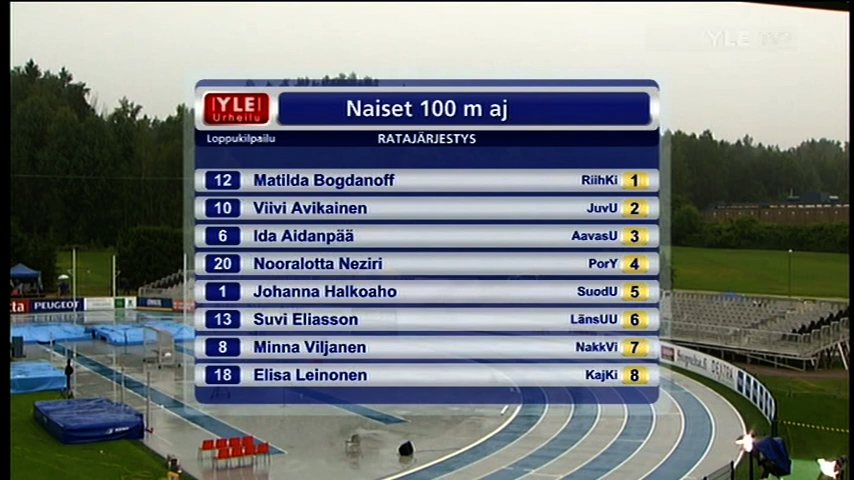 YLE TV2
YLE
Urheilu
Naiset 100 m aj
Loppukilpailu RATAJÄRJESTYS
12 Matilda Bogdanoff RiihKi 1
10 Viivi Avikainen JuvU 2
6 Ida Aidanpää AavasU 3
20 Nooralotta Neziri PorY 4
1 Johanna Halkoaho SuodU 5
13 Suvi Eliasson LänsUU 6
8 Minna Viljanen NakkVi 7
18 Elisa Leinonen KajKi 8
PEUGEOT